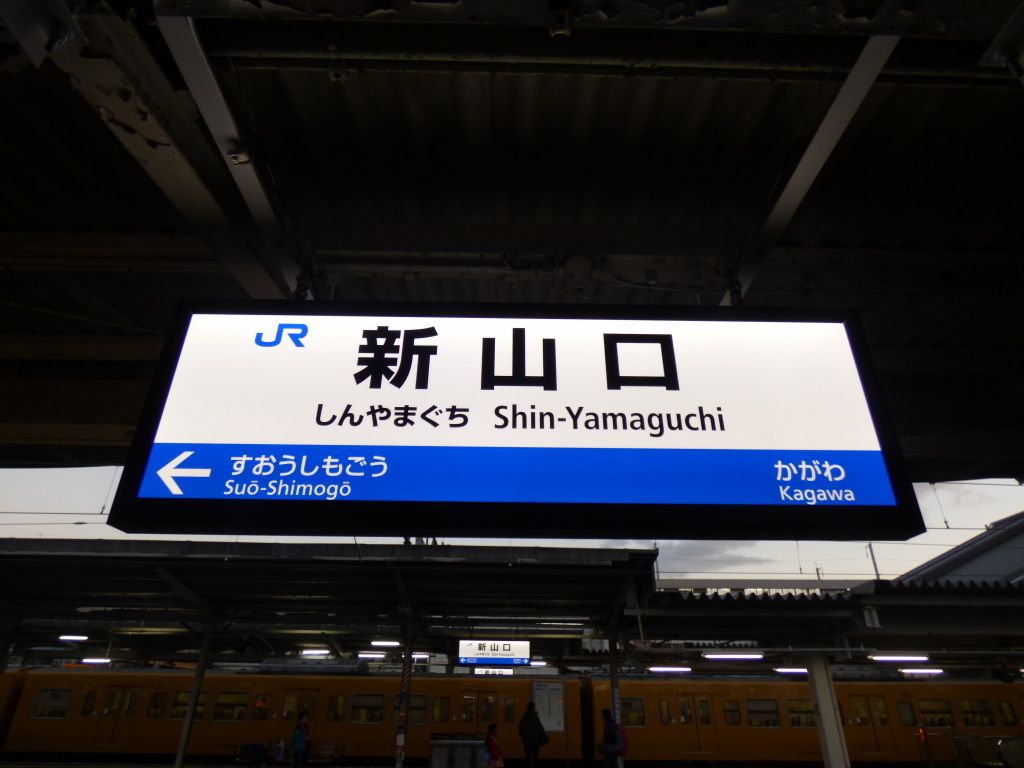 JR 新山口
しんやまぐち Shin-Yamaguchi
← すおうしもごう かがわ
Suō-Shimogō Kagawa
新山口